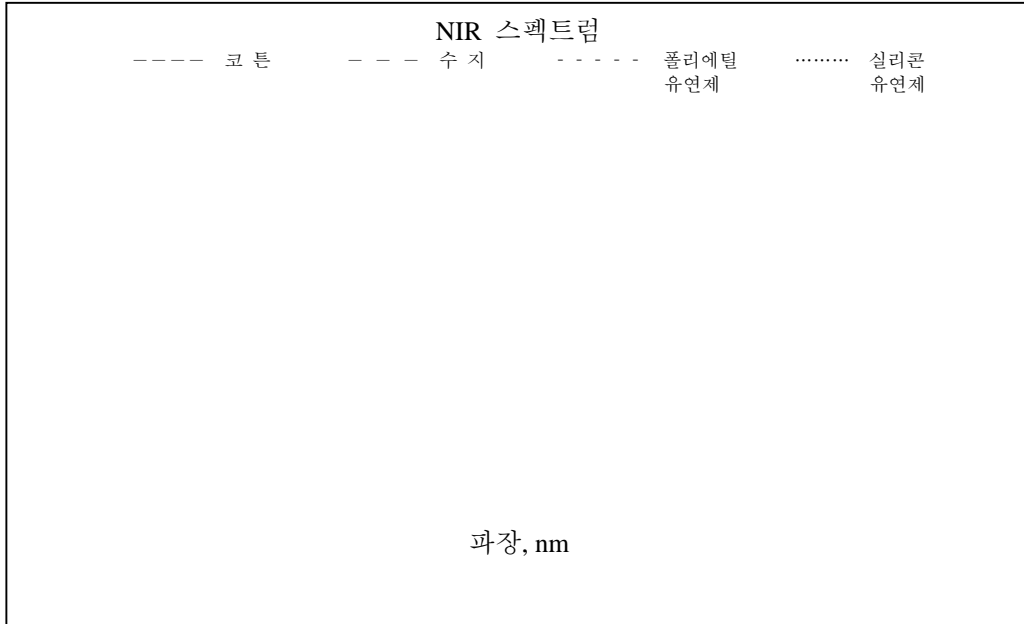 NIR 스펙트럼
———— 코 튼 — — — 수 지 - - - - - 폴리에틸 ········· 실리콘
유연제 유연제
파장, nm